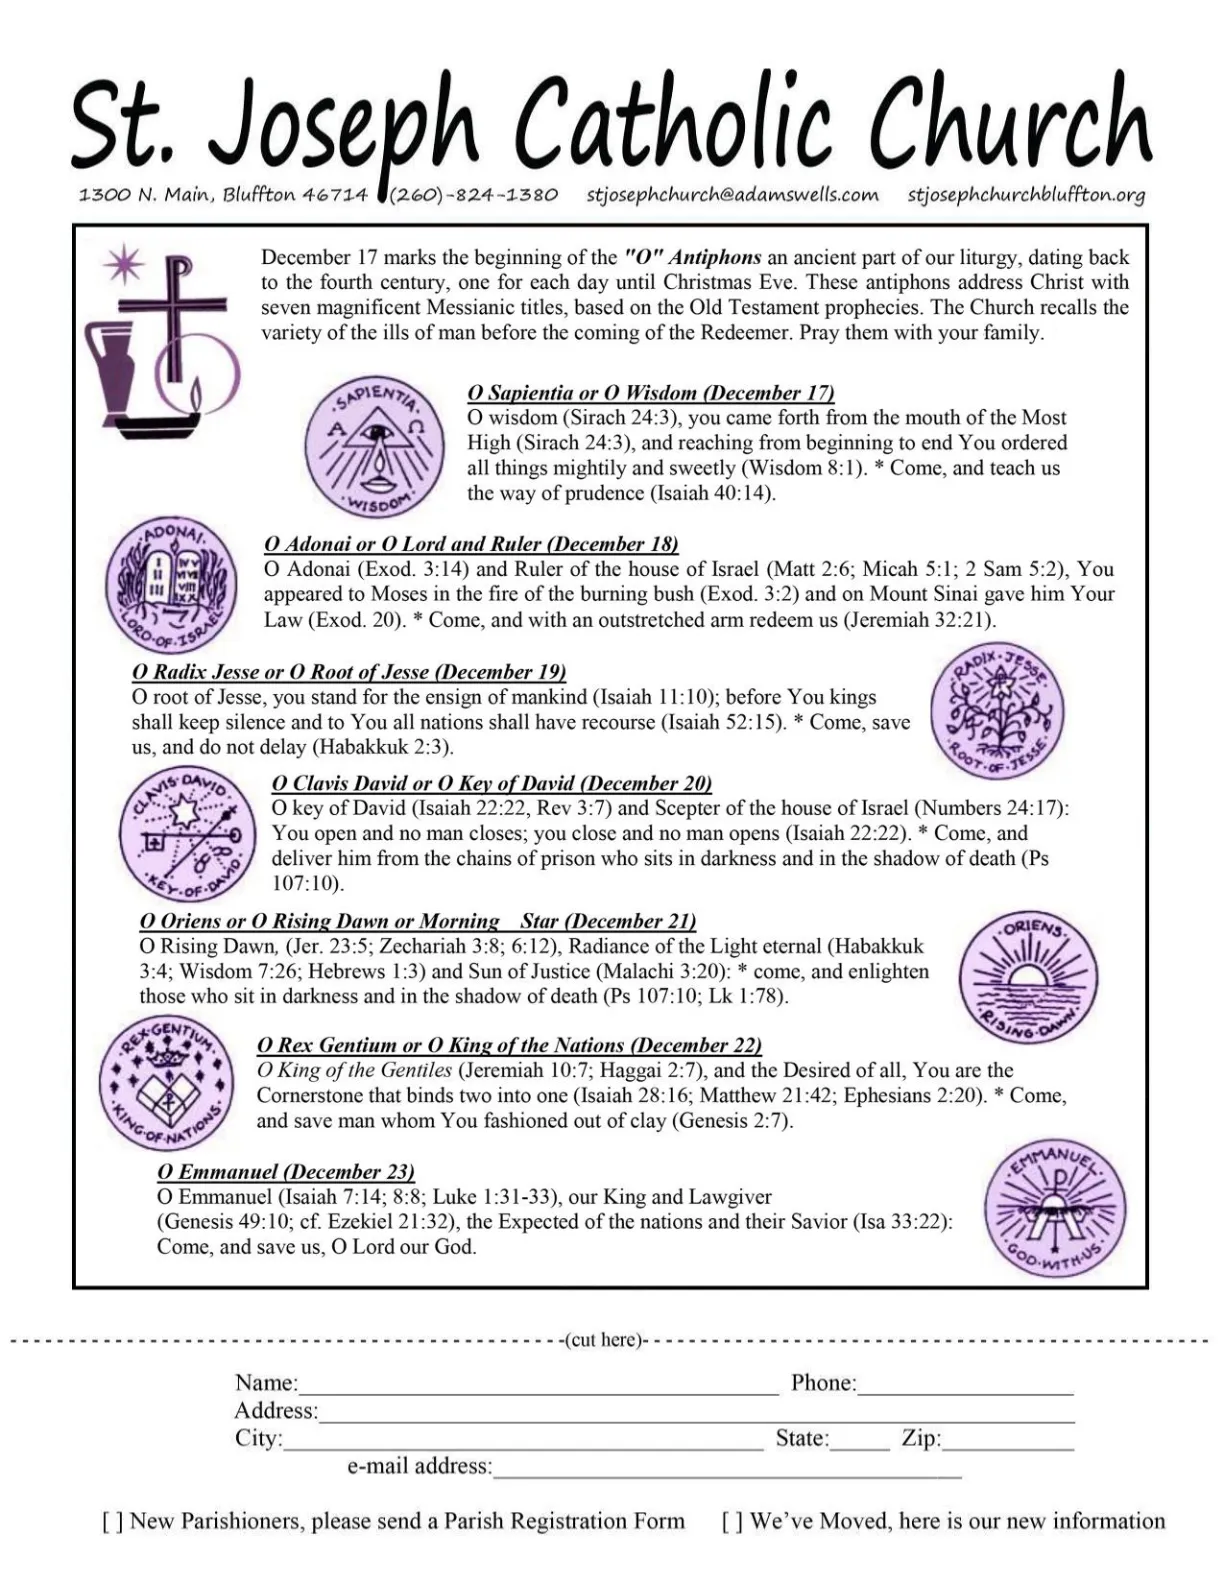 St. Joseph Catholic Church
1300 N. Main, Bluffton 46714 (260)-824-1380 stjosephchurch@adamswells.com stjosephchurchbluffton.org
December 17 marks the beginning of the "O" Antiphons an ancient part of our liturgy, dating back
to the fourth century, one for each day until Christmas Eve. These antiphons address Christ with
seven magnificent Messianic titles, based on the Old Testament prophecies. The Church recalls the
variety of the ills of man before the coming of the Redeemer. Pray them with your family.
·SAPIENTIA·
A Ω
·WISDOM·
O Sapientia or O Wisdom (December 17)
O wisdom (Sirach 24:3), you came forth from the mouth of the Most
High (Sirach 24:3), and reaching from beginning to end You ordered
all things mightily and sweetly (Wisdom 8:1). * Come, and teach us
the way of prudence (Isaiah 40:14).
·ADONAI·
I II III IV V VI VII VIII IX X
LORD·OF·ISRAEL
O Adonai or O Lord and Ruler (December 18)
O Adonai (Exod. 3:14) and Ruler of the house of Israel (Matt 2:6; Micah 5:1; 2 Sam 5:2), You
appeared to Moses in the fire of the burning bush (Exod. 3:2) and on Mount Sinai gave him Your
Law (Exod. 20). * Come, and with an outstretched arm redeem us (Jeremiah 32:21).
O Radix Jesse or O Root of Jesse (December 19)
O root of Jesse, you stand for the ensign of mankind (Isaiah 11:10); before You kings
shall keep silence and to You all nations shall have recourse (Isaiah 52:15). * Come, save
us, and do not delay (Habakkuk 2:3).
·RADIX·JESSE·
·ROOT·OF·JESSE·
CLAVIS·DAVID·
·KEY·OF·DAVID·
O Clavis David or O Key of David (December 20)
O key of David (Isaiah 22:22, Rev 3:7) and Scepter of the house of Israel (Numbers 24:17):
You open and no man closes; you close and no man opens (Isaiah 22:22). * Come, and
deliver him from the chains of prison who sits in darkness and in the shadow of death (Ps
107:10).
O Oriens or O Rising Dawn or Morning Star (December 21)
O Rising Dawn, (Jer. 23:5; Zechariah 3:8; 6:12), Radiance of the Light eternal (Habakkuk
3:4; Wisdom 7:26; Hebrews 1:3) and Sun of Justice (Malachi 3:20): * come, and enlighten
those who sit in darkness and in the shadow of death (Ps 107:10; Lk 1:78).
·ORIENS·
·RISING·DAWN·
·REX·GENTIUM·
·KING·OF·NATIONS·
O Rex Gentium or O King of the Nations (December 22)
O King of the Gentiles (Jeremiah 10:7; Haggai 2:7), and the Desired of all, You are the
Cornerstone that binds two into one (Isaiah 28:16; Matthew 21:42; Ephesians 2:20). * Come,
and save man whom You fashioned out of clay (Genesis 2:7).
O Emmanuel (December 23)
O Emmanuel (Isaiah 7:14; 8:8; Luke 1:31-33), our King and Lawgiver
(Genesis 49:10; cf. Ezekiel 21:32), the Expected of the nations and their Savior (Isa 33:22):
Come, and save us, O Lord our God.
·EMMANUEL·
·GOD·WITH·US·
(cut here)
Name: Phone:
Address:
City: State: Zip:
e-mail address:
[ ] New Parishioners, please send a Parish Registration Form [ ] We’ve Moved, here is our new information